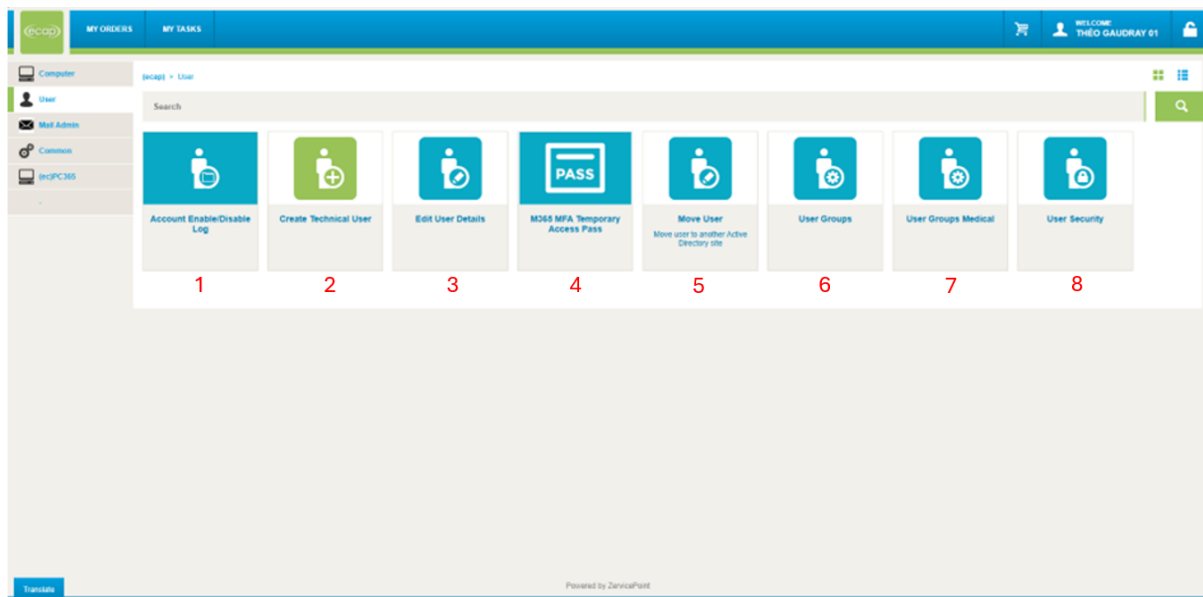 (ecap)
MY ORDERS
MY TASKS
WELCOME
THÉO GAUDRAY 01
Computer
User
Mail Admin
Common
(ec)PC365
-
(ecap) > User
Search
Account Enable/Disable
Log
1
Create Technical User
2
Edit User Details
3
PASS
M365 MFA Temporary
Access Pass
4
Move User
Move user to another Active
Directory site
5
User Groups
6
User Groups Medical
7
User Security
8
Translate
Powered by ZervicePoint